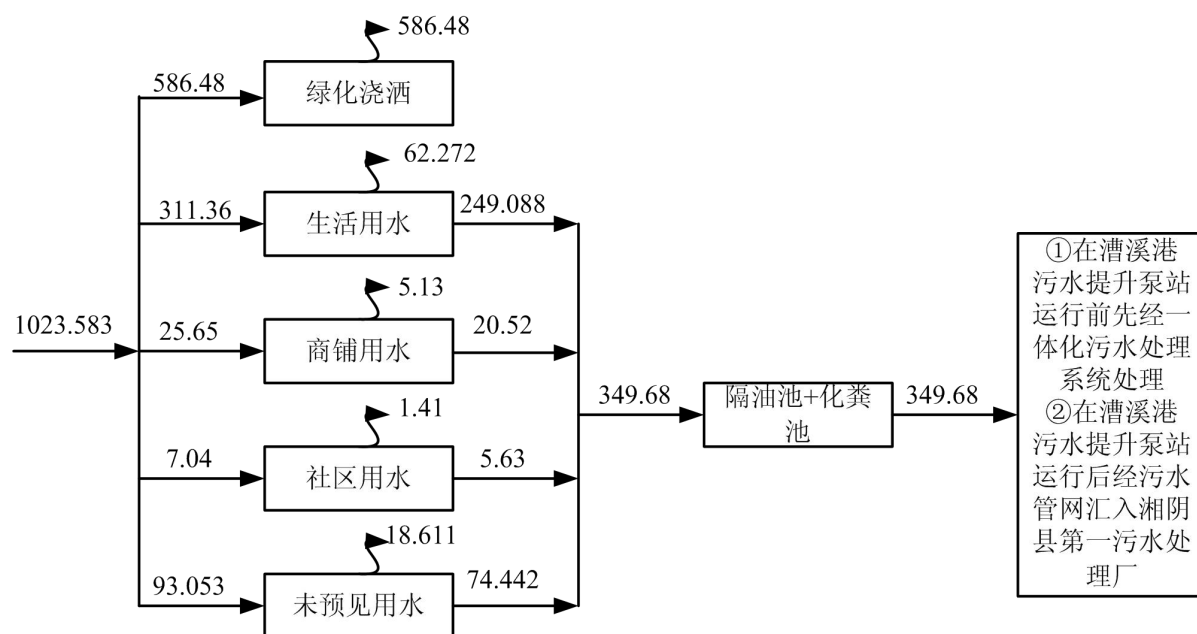 586.48
586.48
绿化浇洒
62.272
311.36
生活用水
249.088
5.13
1023.583
25.65
商铺用水
20.52
1.41
7.04
社区用水
5.63
18.611
93.053
未预见用水
74.442
349.68
隔油池+化粪
池
349.68
①在漕溪港
污水提升泵站
运行前先经一
体化污水处理
系统处理
②在漕溪港
污水提升泵站
运行后经污水
管网汇入湘阴
县第一污水处
理厂